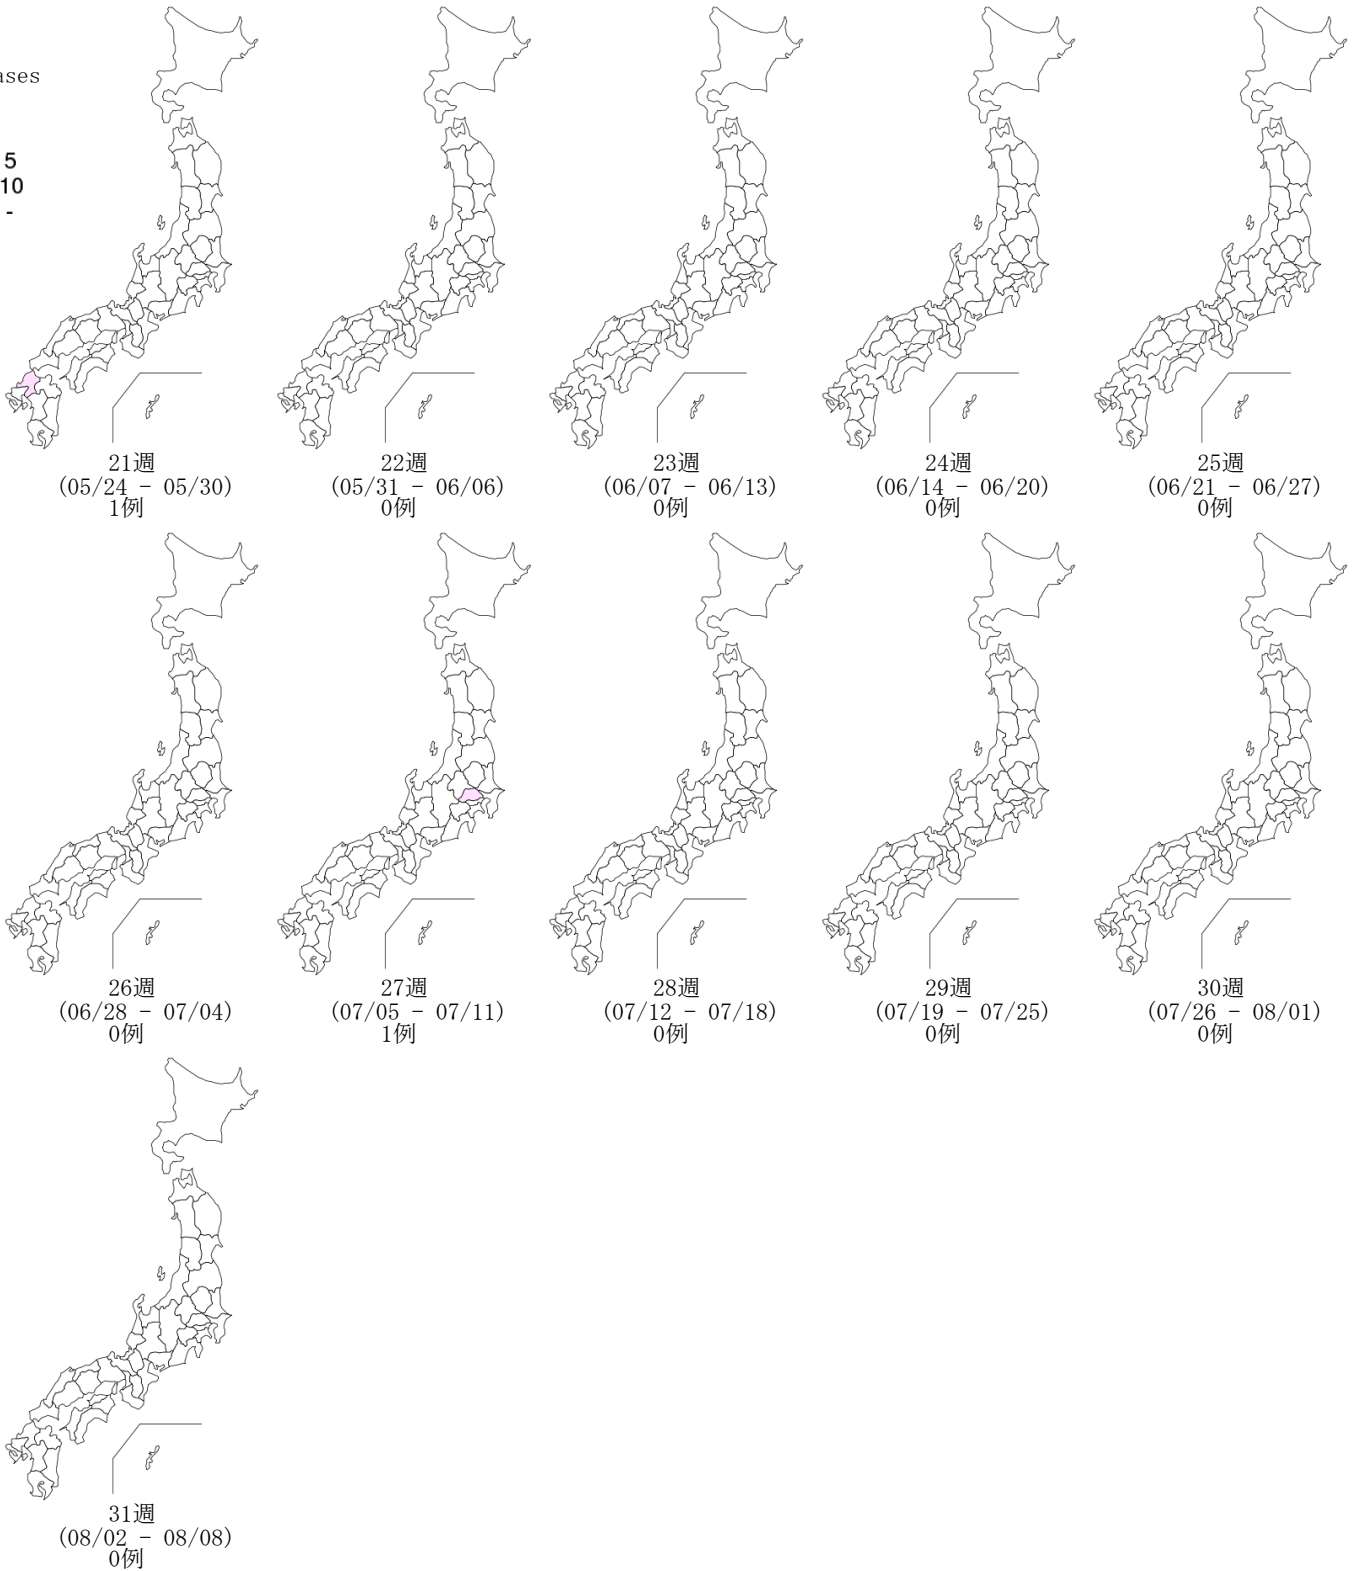 ases
5
10
-
21週
(05/24 - 05/30)
1例
22週
(05/31 - 06/06)
0例
23週
(06/07 - 06/13)
0例
24週
(06/14 - 06/20)
0例
25週
(06/21 - 06/27)
0例
26週
(06/28 - 07/04)
0例
27週
(07/05 - 07/11)
1例
28週
(07/12 - 07/18)
0例
29週
(07/19 - 07/25)
0例
30週
(07/26 - 08/01)
0例
31週
(08/02 - 08/08)
0例